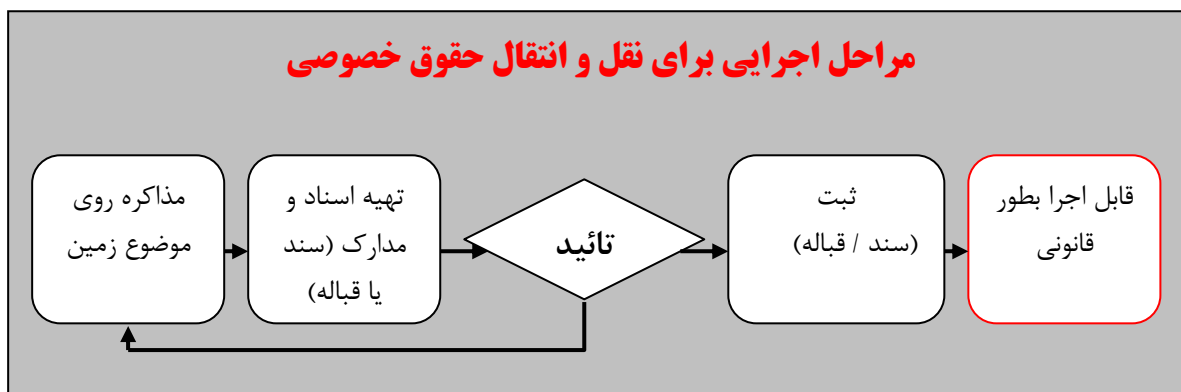 مراحل اجرایی برای نقل و انتقال حقوق خصوصی
مذاکره روی
موضوع زمین
تهیه اسناد و
مدارک (سند
یا قباله)
تائید
ثبت
(سند / قباله)
قابل اجرا بطور
قانونی